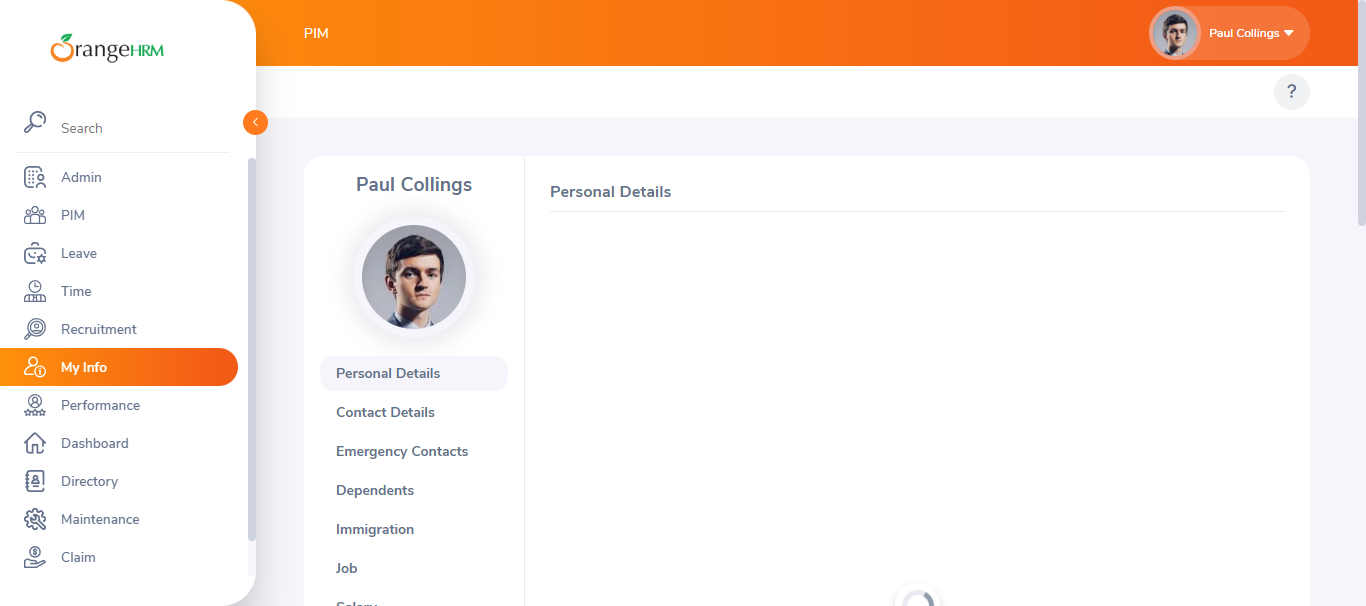 OrangeHRM
PIM
Paul Collings
?
Search
Admin
PIM
Leave
Time
Recruitment
My Info
Performance
Dashboard
Directory
Maintenance
Claim
Paul Collings
Personal Details
Contact Details
Emergency Contacts
Dependents
Immigration
Job
Salary
Personal Details